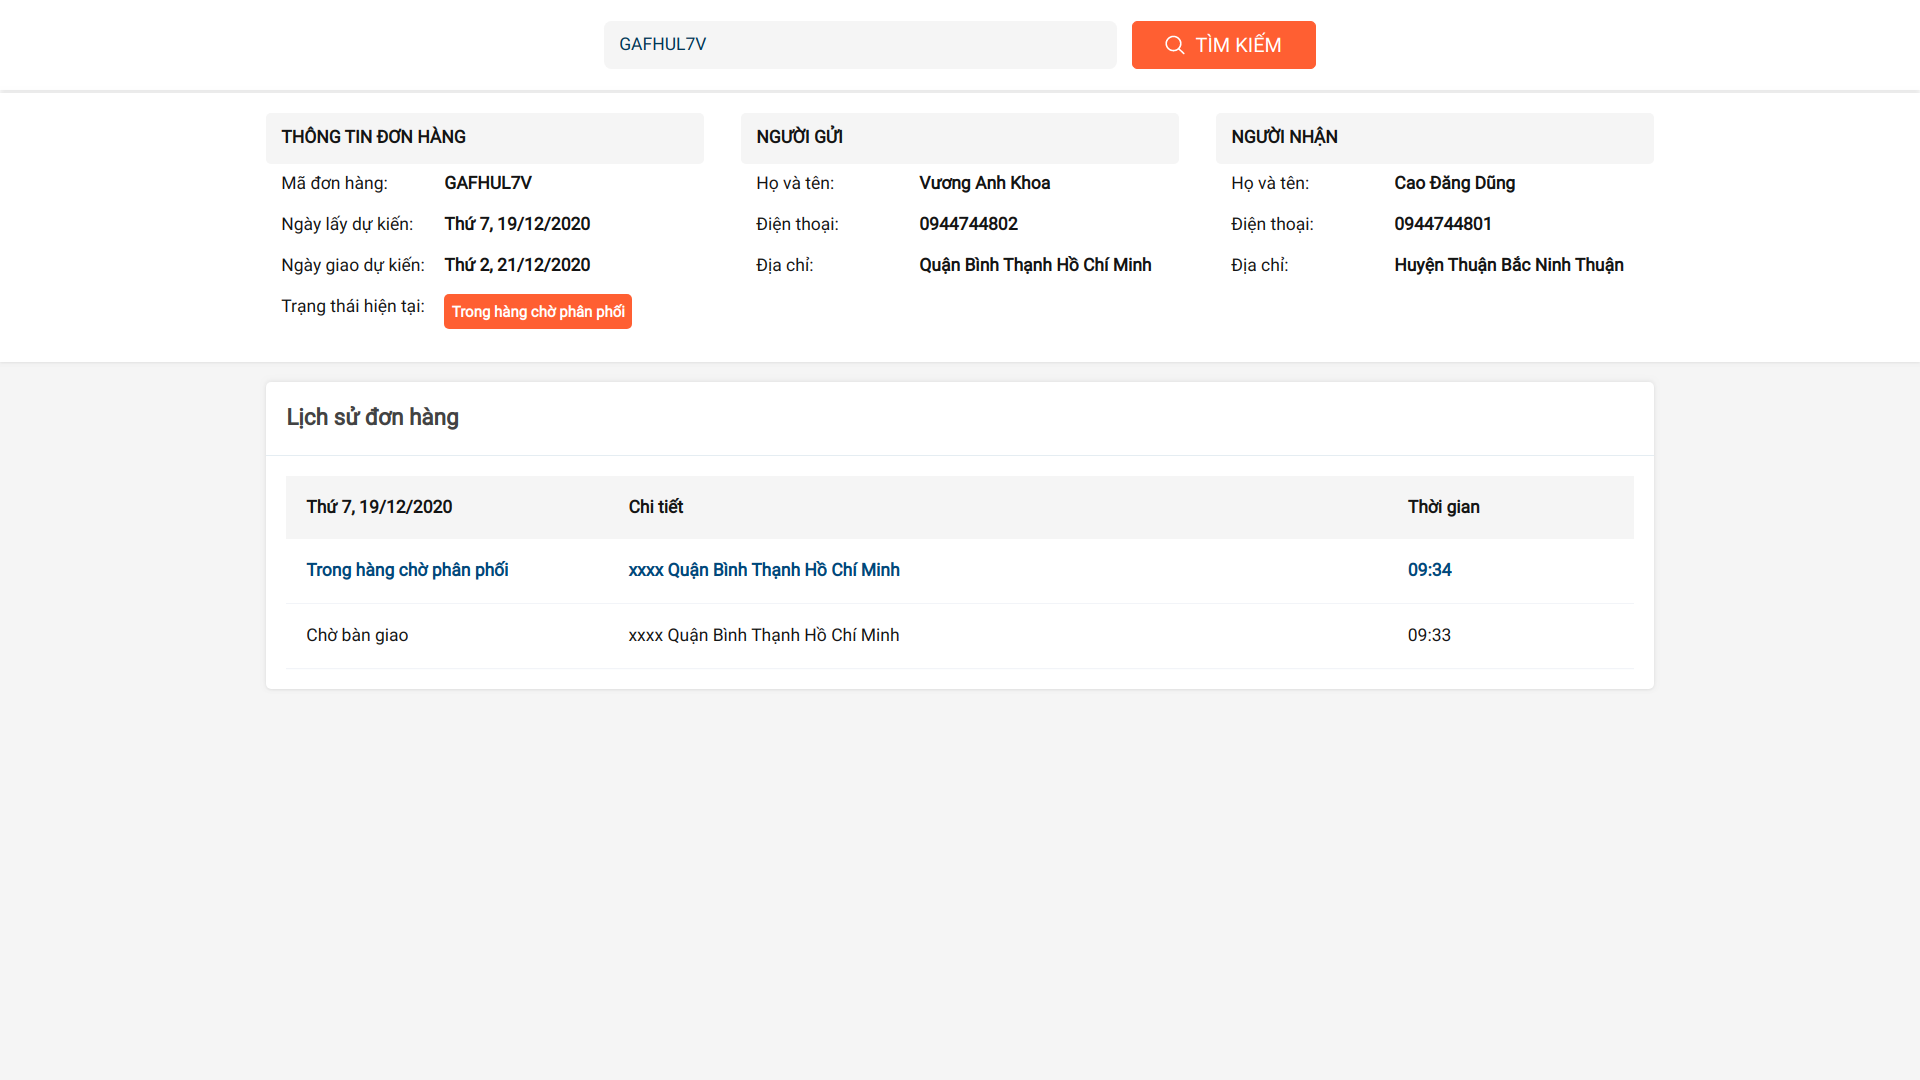 GAFHUL7V
TÌM KIẾM
THÔNG TIN ĐƠN HÀNG
Mã đơn hàng: GAFHUL7V
Ngày lấy dự kiến: Thứ 7, 19/12/2020
Ngày giao dự kiến: Thứ 2, 21/12/2020
Trạng thái hiện tại: Trong hàng chờ phân phối
NGƯỜI GỬI
Họ và tên: Vương Anh Khoa
Điện thoại: 0944744802
Địa chỉ: Quận Bình Thạnh Hồ Chí Minh
NGƯỜI NHẬN
Họ và tên: Cao Đăng Dũng
Điện thoại: 0944744801
Địa chỉ: Huyện Thuận Bắc Ninh Thuận
Lịch sử đơn hàng
Thứ 7, 19/12/2020 Chi tiết Thời gian
Trong hàng chờ phân phối xxxx Quận Bình Thạnh Hồ Chí Minh 09:34
Chờ bàn giao xxxx Quận Bình Thạnh Hồ Chí Minh 09:33